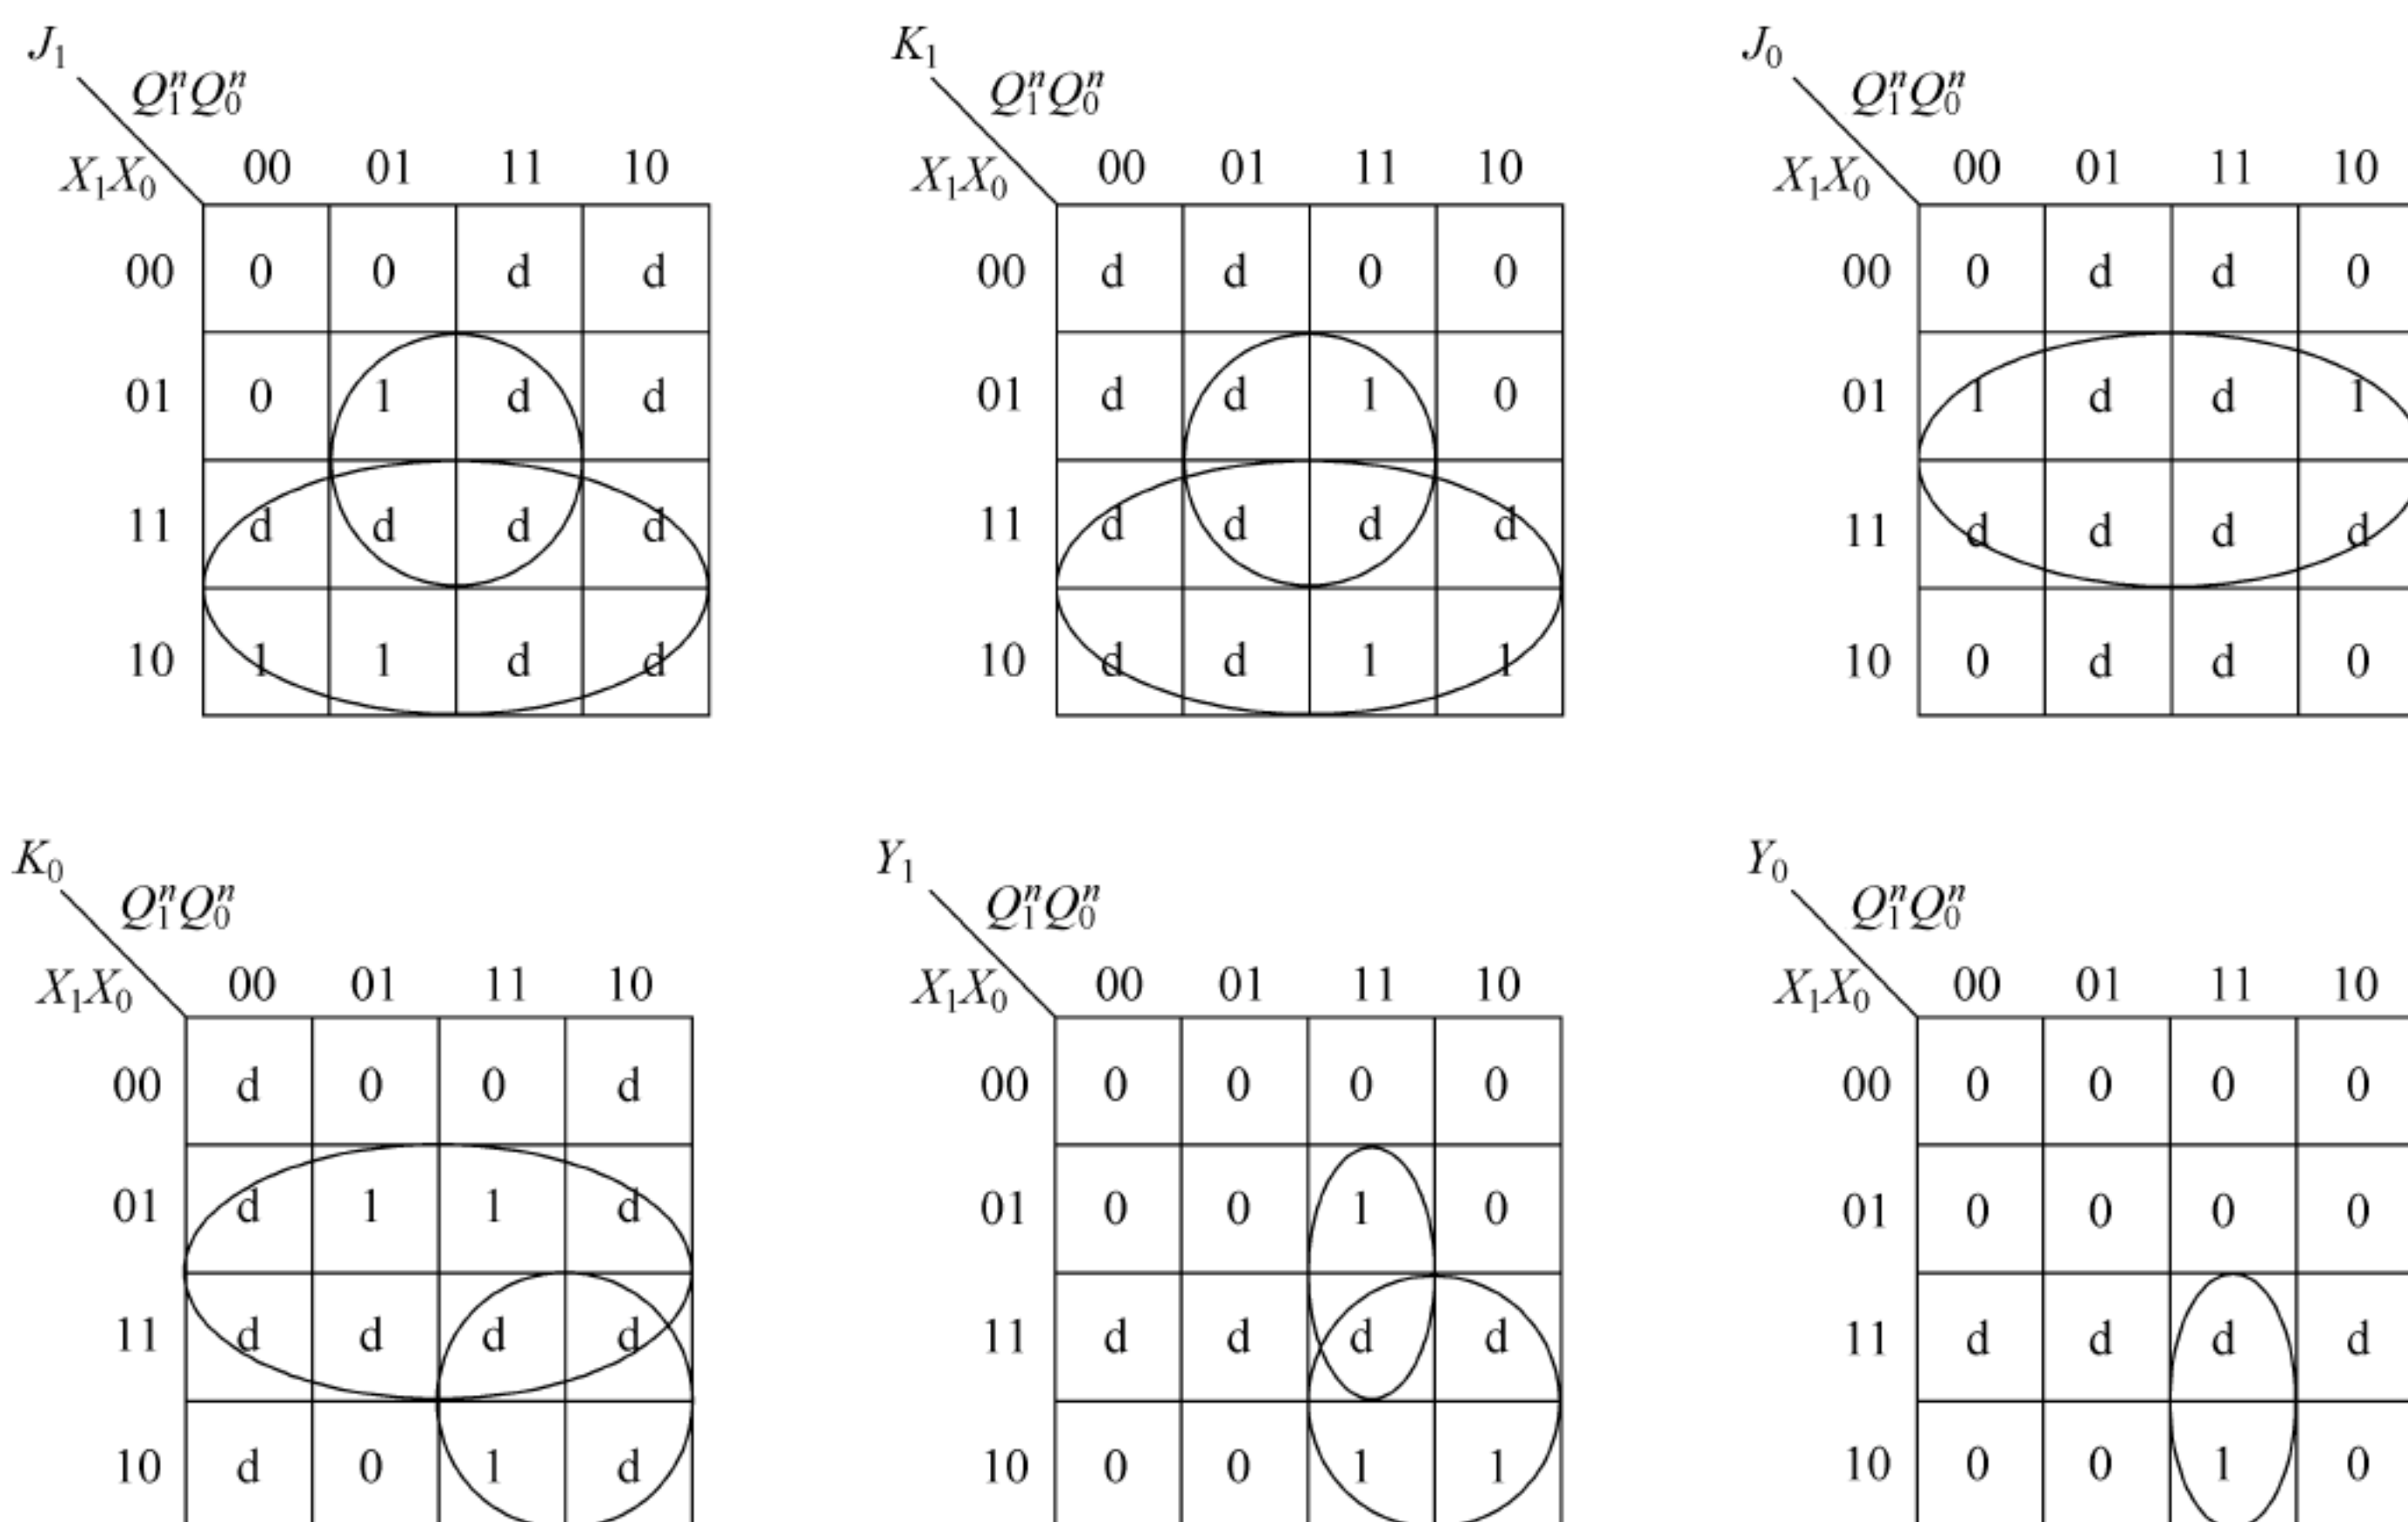 J₁ K₁ J₀
Q₁ⁿQ₀ⁿ Q₁ⁿQ₀ⁿ Q₁ⁿQ₀ⁿ
X₁X₀ 00 01 11 10 X₁X₀ 00 01 11 10 X₁X₀ 00 01 11 10
00 0 0 d d 00 d d 0 0 00 0 d d 0
01 0 1 d d 01 d d 1 0 01 1 d d 1
11 d d d d 11 d d d d 11 d d d d
10 1 1 d d 10 d d 1 1 10 0 d d 0
K₀ Y₁ Y₀
Q₁ⁿQ₀ⁿ Q₁ⁿQ₀ⁿ Q₁ⁿQ₀ⁿ
X₁X₀ 00 01 11 10 X₁X₀ 00 01 11 10 X₁X₀ 00 01 11 10
00 d 0 0 d 00 0 0 0 0 00 0 0 0 0
01 d 1 1 d 01 0 0 1 0 01 0 0 0 0
11 d d d d 11 d d d d 11 d d d d
10 d 0 1 d 10 0 0 1 1 10 0 0 1 0